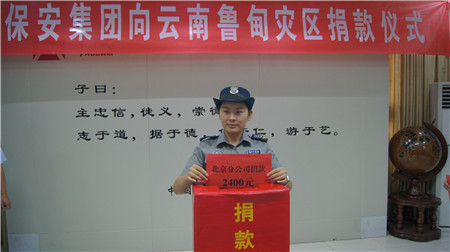 保安集团向云南鲁甸灾区捐款仪式
子曰：
主忠信，徒义，崇
志于道，据于德，仁，游于艺。
北京分公司捐款
2400元
捐
款